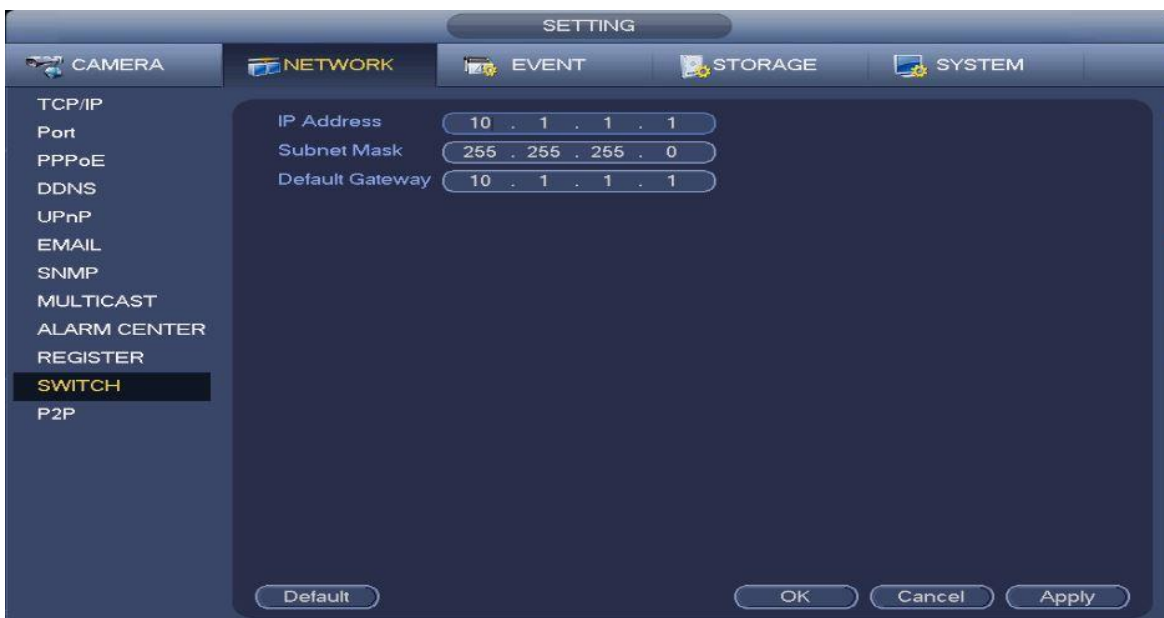 SETTING
CAMERA NETWORK EVENT STORAGE SYSTEM
TCP/IP
Port
PPPoE
DDNS
UPnP
EMAIL
SNMP
MULTICAST
ALARM CENTER
REGISTER
SWITCH
P2P
IP Address 10 . 1 . 1 . 1
Subnet Mask 255 . 255 . 255 . 0
Default Gateway 10 . 1 . 1 . 1
Default OK Cancel Apply